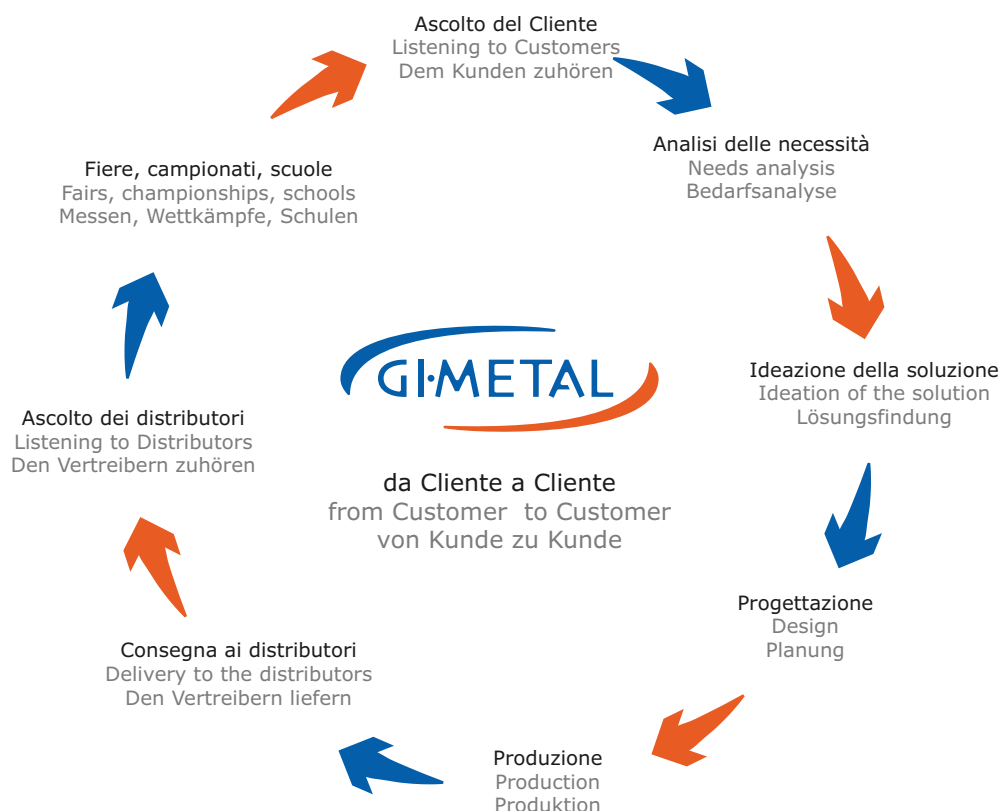 Ascolto del Cliente
Listening to Customers
Dem Kunden zuhören
Analisi delle necessità
Needs analysis
Bedarfsanalyse
Ideazione della soluzione
Ideation of the solution
Lösungsfindung
Progettazione
Design
Planung
Produzione
Production
Produktion
Consegna ai distributori
Delivery to the distributors
Den Vertreibern liefern
Ascolto dei distributori
Listening to Distributors
Den Vertreibern zuhören
Fiere, campionati, scuole
Fairs, championships, schools
Messen, Wettkämpfe, Schulen
GI·METAL
da Cliente a Cliente
from Customer to Customer
von Kunde zu Kunde